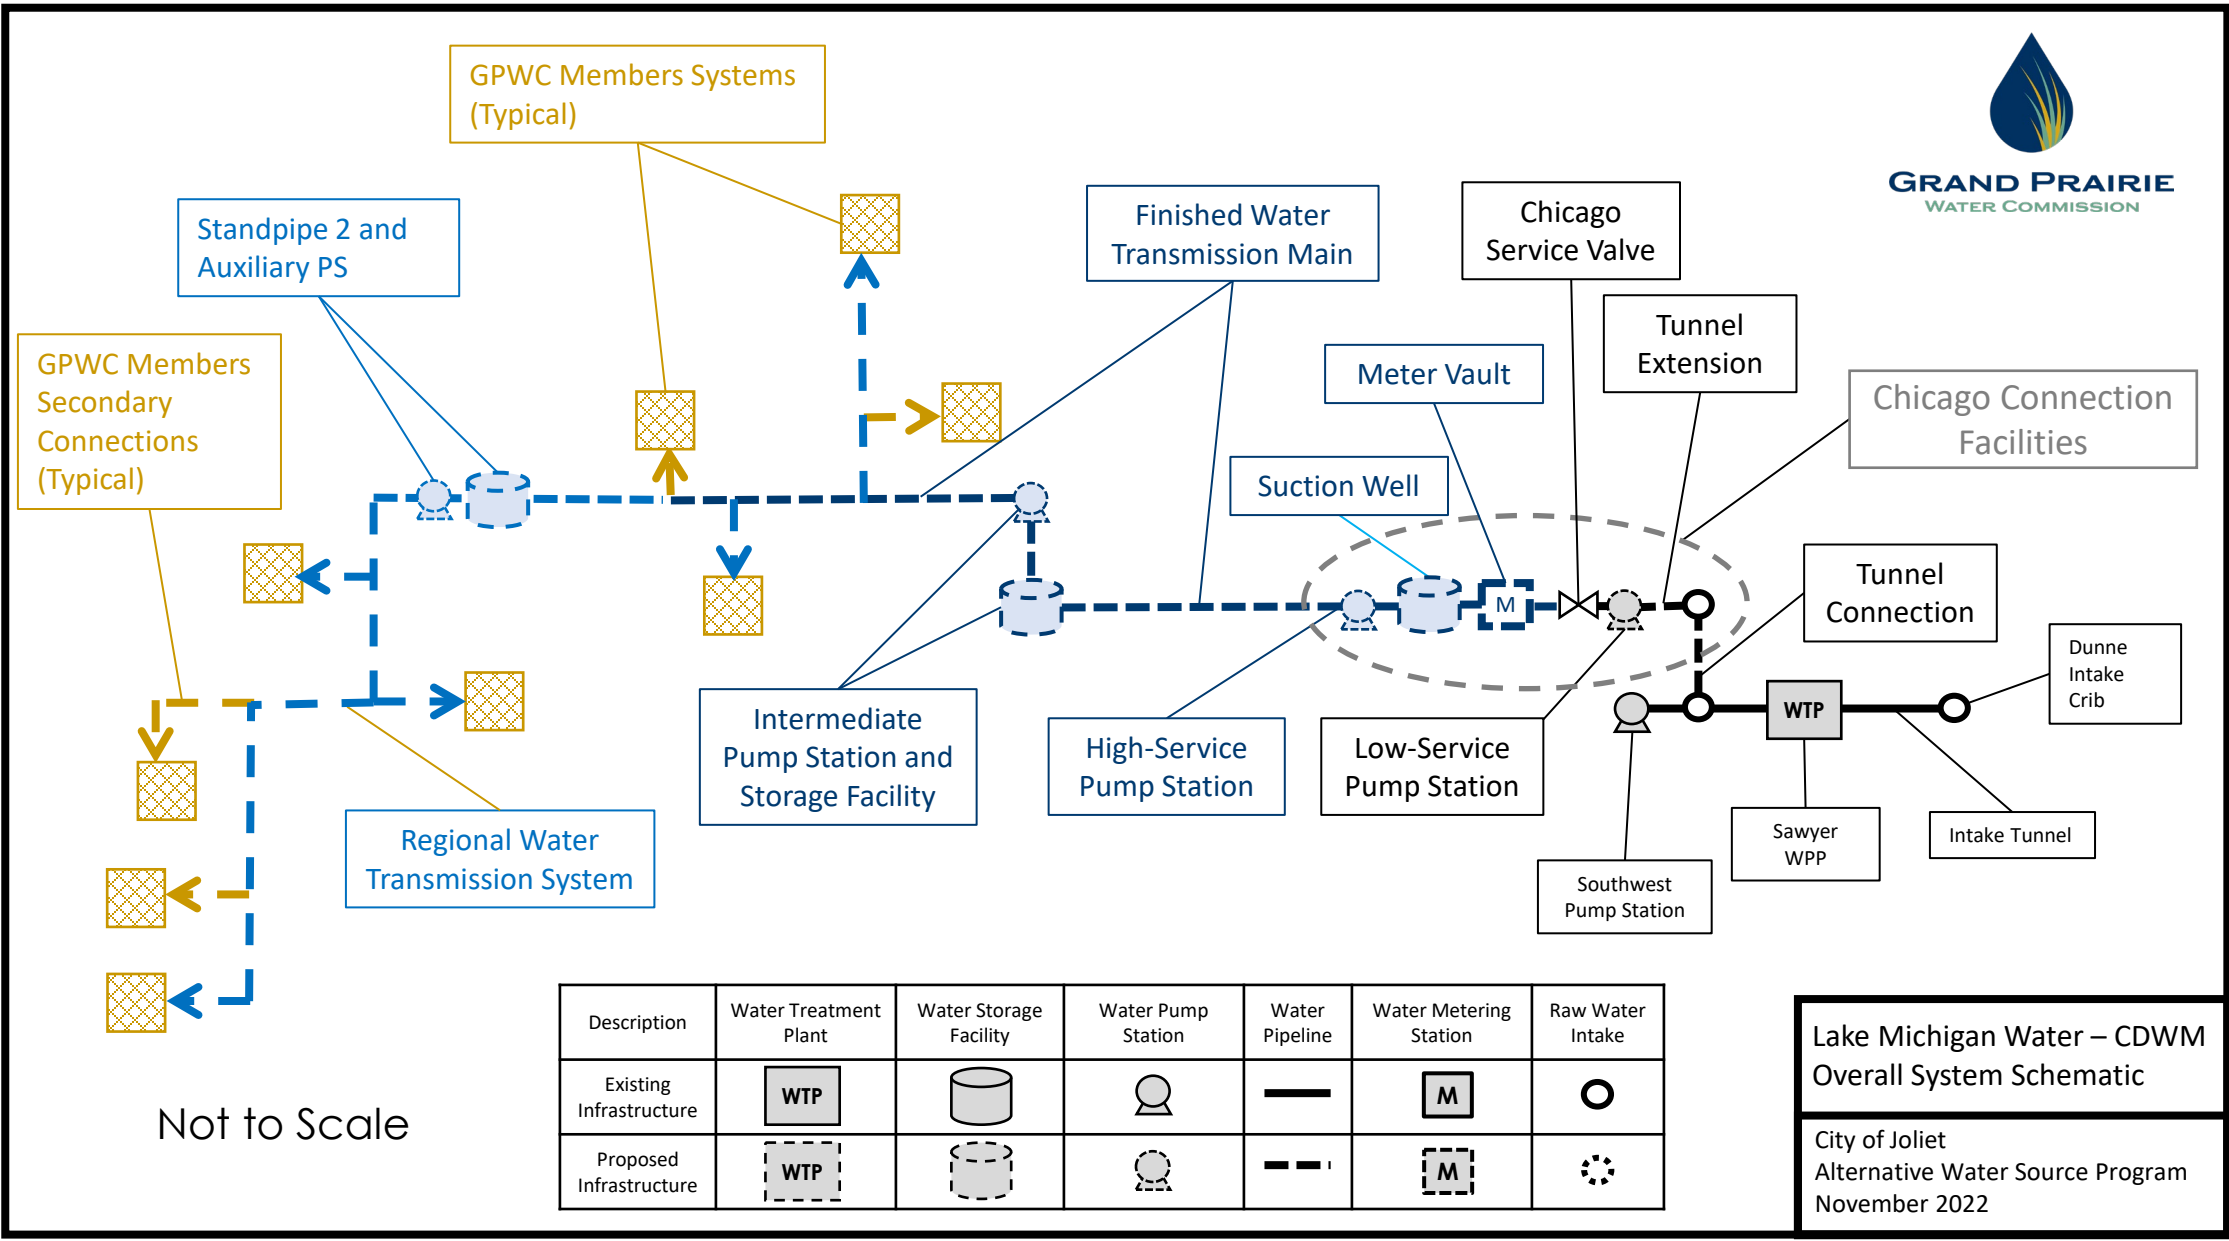 GPWC Members Systems
(Typical)
GRAND PRAIRIE
WATER COMMISSION
Standpipe 2 and
Auxiliary PS
Finished Water
Transmission Main
Chicago
Service Valve
Tunnel
Extension
GPWC Members
Secondary
Connections
(Typical)
Meter Vault
Chicago Connection
Facilities
Suction Well
M
Tunnel
Connection
Dunne
Intake
Crib
WTP
Intermediate
Pump Station and
Storage Facility
High-Service
Pump Station
Low-Service
Pump Station
Regional Water
Transmission System
Sawyer
WPP
Intake Tunnel
Southwest
Pump Station
Description
Water Treatment
Plant
Water Storage
Facility
Water Pump
Station
Water
Pipeline
Water Metering
Station
Raw Water
Intake
Existing
Infrastructure
WTP
M
Proposed
Infrastructure
WTP
M
Not to Scale
Lake Michigan Water – CDWM
Overall System Schematic
City of Joliet
Alternative Water Source Program
November 2022